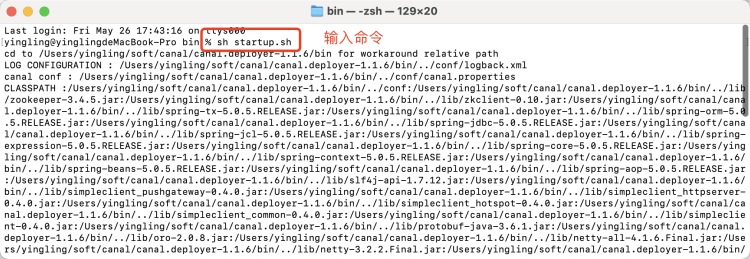 bin — -zsh — 129×20
Last login: Fri May 26 17:43:16 on ttys000
yingling@yinglingdeMacBook-Pro bin % sh startup.sh 输入命令
cd to /Users/yingling/soft/canal/canal.deployer-1.1.6/bin for workaround relative path
LOG CONFIGURATION : /Users/yingling/soft/canal/canal.deployer-1.1.6/bin/../conf/logback.xml
canal conf : /Users/yingling/soft/canal/canal.deployer-1.1.6/bin/../conf/canal.properties
CLASSPATH :/Users/yingling/soft/canal/canal.deployer-1.1.6/bin/../conf:/Users/yingling/soft/canal/canal.deployer-1.1.6/bin/../lib
/zookeeper-3.4.5.jar:/Users/yingling/soft/canal/canal.deployer-1.1.6/bin/../lib/zkclient-0.10.jar:/Users/yingling/soft/canal/cana
l.deployer-1.1.6/bin/../lib/spring-tx-5.0.5.RELEASE.jar:/Users/yingling/soft/canal/canal.deployer-1.1.6/bin/../lib/spring-orm-5.0
.5.RELEASE.jar:/Users/yingling/soft/canal/canal.deployer-1.1.6/bin/../lib/spring-jdbc-5.0.5.RELEASE.jar:/Users/yingling/soft/canal
/canal.deployer-1.1.6/bin/../lib/spring-jcl-5.0.5.RELEASE.jar:/Users/yingling/soft/canal/canal.deployer-1.1.6/bin/../lib/spring-
expression-5.0.5.RELEASE.jar:/Users/yingling/soft/canal/canal.deployer-1.1.6/bin/../lib/spring-core-5.0.5.RELEASE.jar:/Users/ying
ling/soft/canal/canal.deployer-1.1.6/bin/../lib/spring-context-5.0.5.RELEASE.jar:/Users/yingling/soft/canal/canal.deployer-1.1.6/
bin/../lib/spring-beans-5.0.5.RELEASE.jar:/Users/yingling/soft/canal/canal.deployer-1.1.6/bin/../lib/spring-aop-5.0.5.RELEASE.jar
:/Users/yingling/soft/canal/canal.deployer-1.1.6/bin/../lib/slf4j-api-1.7.12.jar:/Users/yingling/soft/canal/canal.deployer-1.1.6/
bin/../lib/simpleclient_pushgateway-0.4.0.jar:/Users/yingling/soft/canal/canal.deployer-1.1.6/bin/../lib/simpleclient_httpserver-
0.4.0.jar:/Users/yingling/soft/canal/canal.deployer-1.1.6/bin/../lib/simpleclient_hotspot-0.4.0.jar:/Users/yingling/soft/canal/ca
nal.deployer-1.1.6/bin/../lib/simpleclient_common-0.4.0.jar:/Users/yingling/soft/canal/canal.deployer-1.1.6/bin/../lib/simpleclie
nt-0.4.0.jar:/Users/yingling/soft/canal/canal.deployer-1.1.6/bin/../lib/protobuf-java-3.6.1.jar:/Users/yingling/soft/canal/canal.
deployer-1.1.6/bin/../lib/oro-2.0.8.jar:/Users/yingling/soft/canal/canal.deployer-1.1.6/bin/../lib/netty-all-4.1.6.Final.jar:/Use
rs/yingling/soft/canal/canal.deployer-1.1.6/bin/../lib/netty-3.2.2.Final.jar:/Users/yingling/soft/canal/canal.deployer-1.1.6/bin/